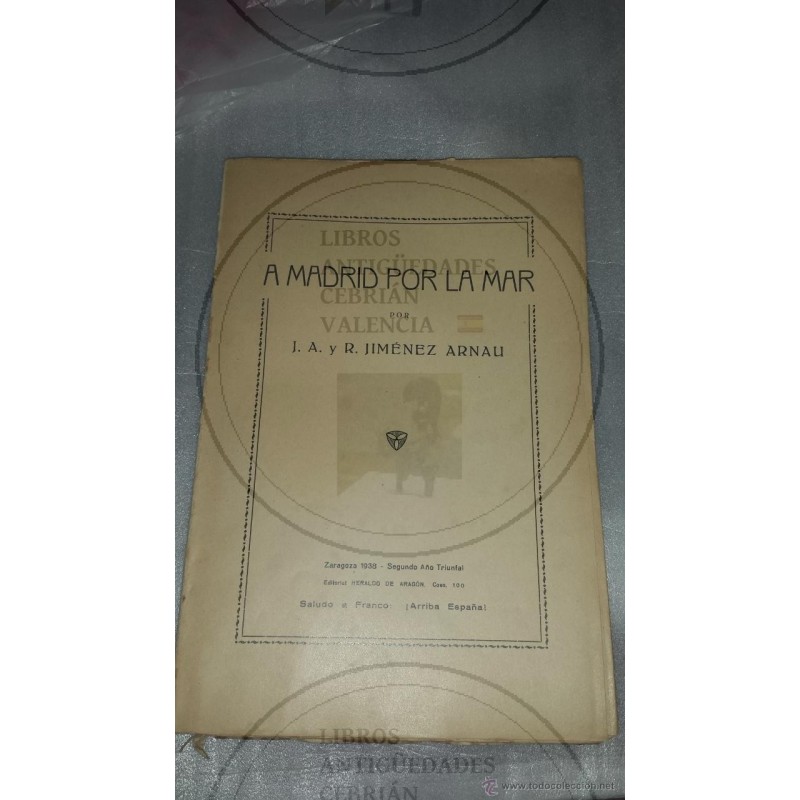 LIBROS
ANTIGÜEDADES
CEBRIÁN
VALENCIA
A MADRID POR LA MAR
POR
J. A. y R. JIMÉNEZ ARNAU
Zaragoza 1938 - Segundo Año Triunfal
Editorial HERALDO DE ARAGÓN. Coso, 100
Saludo a Franco: ¡Arriba España!
LIBROS
ANTIGÜEDADES
CEBRIÁN
www.todocoleccion.net